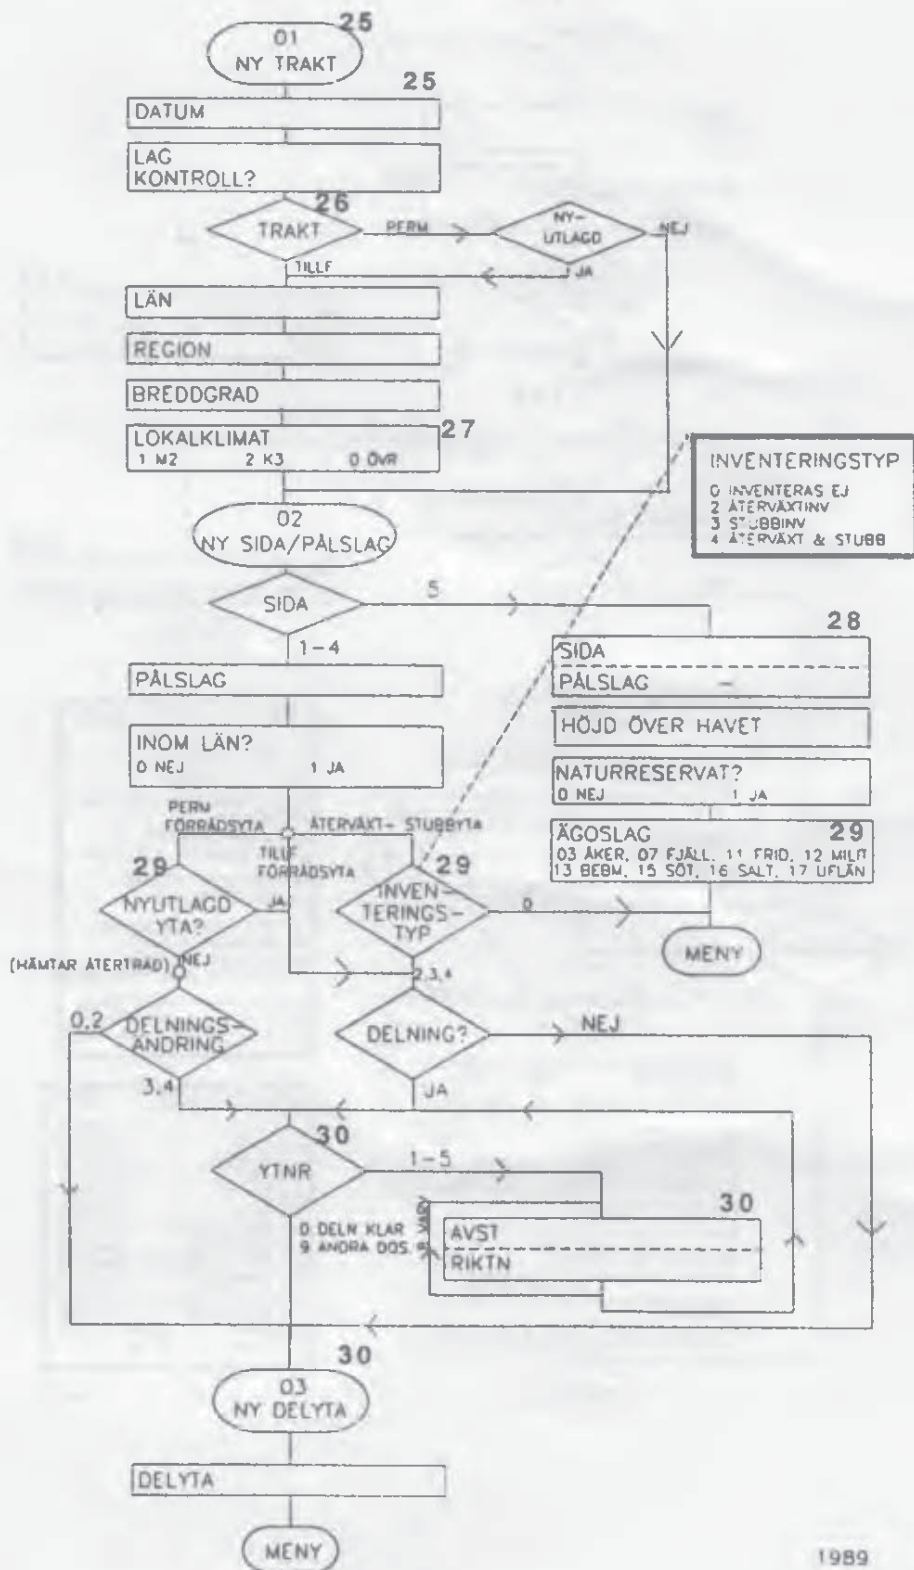 25
01
NY TRAKT
25
DATUM
LAG
KONTROLL?
26
TRAKT
PERM
NY-
UTLAGD
NEJ
JA
TILLF
LÄN
REGION
BREDDGRAD
27
LOKALKLIMAT
1 M2 2 K3 0 ÖVR
INVENTERINGSTYP
0 INVENTERAS EJ
2 ÅTERVÄXTINV
3 STUBBINV
4 ÅTERVÄXT & STUBB
02
NY SIDA/PÅLSLAG
SIDA
5
1-4
28
SIDA
PÅLSLAG -
PÅLSLAG
HÖJD ÖVER HAVET
INOM LÄN?
0 NEJ 1 JA
NATURRESERVAT?
0 NEJ 1 JA
PERM
FÖRRÅDSYTA
ÅTERVÄXT- STUBBYTA
TILLF
FÖRRÅDSYTA
ÄGOSLAG 29
03 ÅKER, 07 FJÄLL, 11 FRID, 12 MILIT
13 BEBM, 15 SÖT, 16 SALT, 17 UFLÄN
29
NYUTLAGD
YTA?
JA
29
INVEN-
TERINGS-
TYP
0
MENY
(HÄMTAR ÅTERTRÄD)
NEJ
2,3,4
0,2
DELNINGS-
ÄNDRING
DELNING?
NEJ
3,4
JA
30
YTNR
1-5
0 DELN KLAR
9 ÄNDRA DOS.
30
AVST
RIKTN
30
03
NY DELYTA
DELYTA
MENY
1989